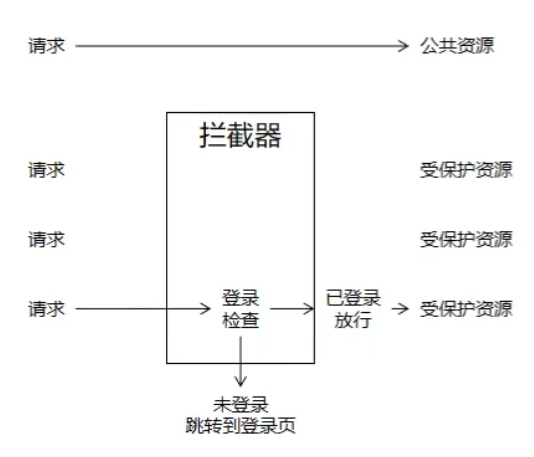 请求 公共资源
拦截器
请求 受保护资源
请求 受保护资源
请求 登录 已登录 受保护资源
检查 放行
未登录
跳转到登录页